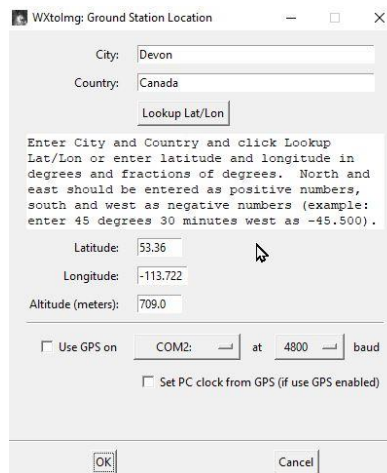 WXtoImg: Ground Station Location
City: Devon
Country: Canada
Lookup Lat/Lon
Enter City and Country and click Lookup
Lat/Lon or enter latitude and longitude in
degrees and fractions of degrees. North and
east should be entered as positive numbers,
south and west as negative numbers (example:
enter 45 degrees 30 minutes west as -45.500).
Latitude: 53.36
Longitude: -113.722
Altitude (meters): 709.0
Use GPS on COM2: at 4800 baud
Set PC clock from GPS (if use GPS enabled)
OK Cancel